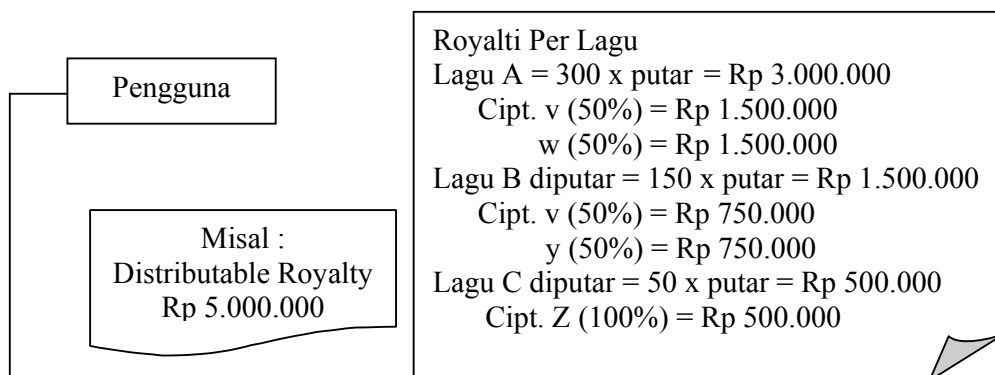 Pengguna
Misal :
Distributable Royalty
Rp 5.000.000
Royalti Per Lagu
Lagu A = 300 x putar = Rp 3.000.000
Cipt. v (50%) = Rp 1.500.000
w (50%) = Rp 1.500.000
Lagu B diputar = 150 x putar = Rp 1.500.000
Cipt. v (50%) = Rp 750.000
y (50%) = Rp 750.000
Lagu C diputar = 50 x putar = Rp 500.000
Cipt. Z (100%) = Rp 500.000